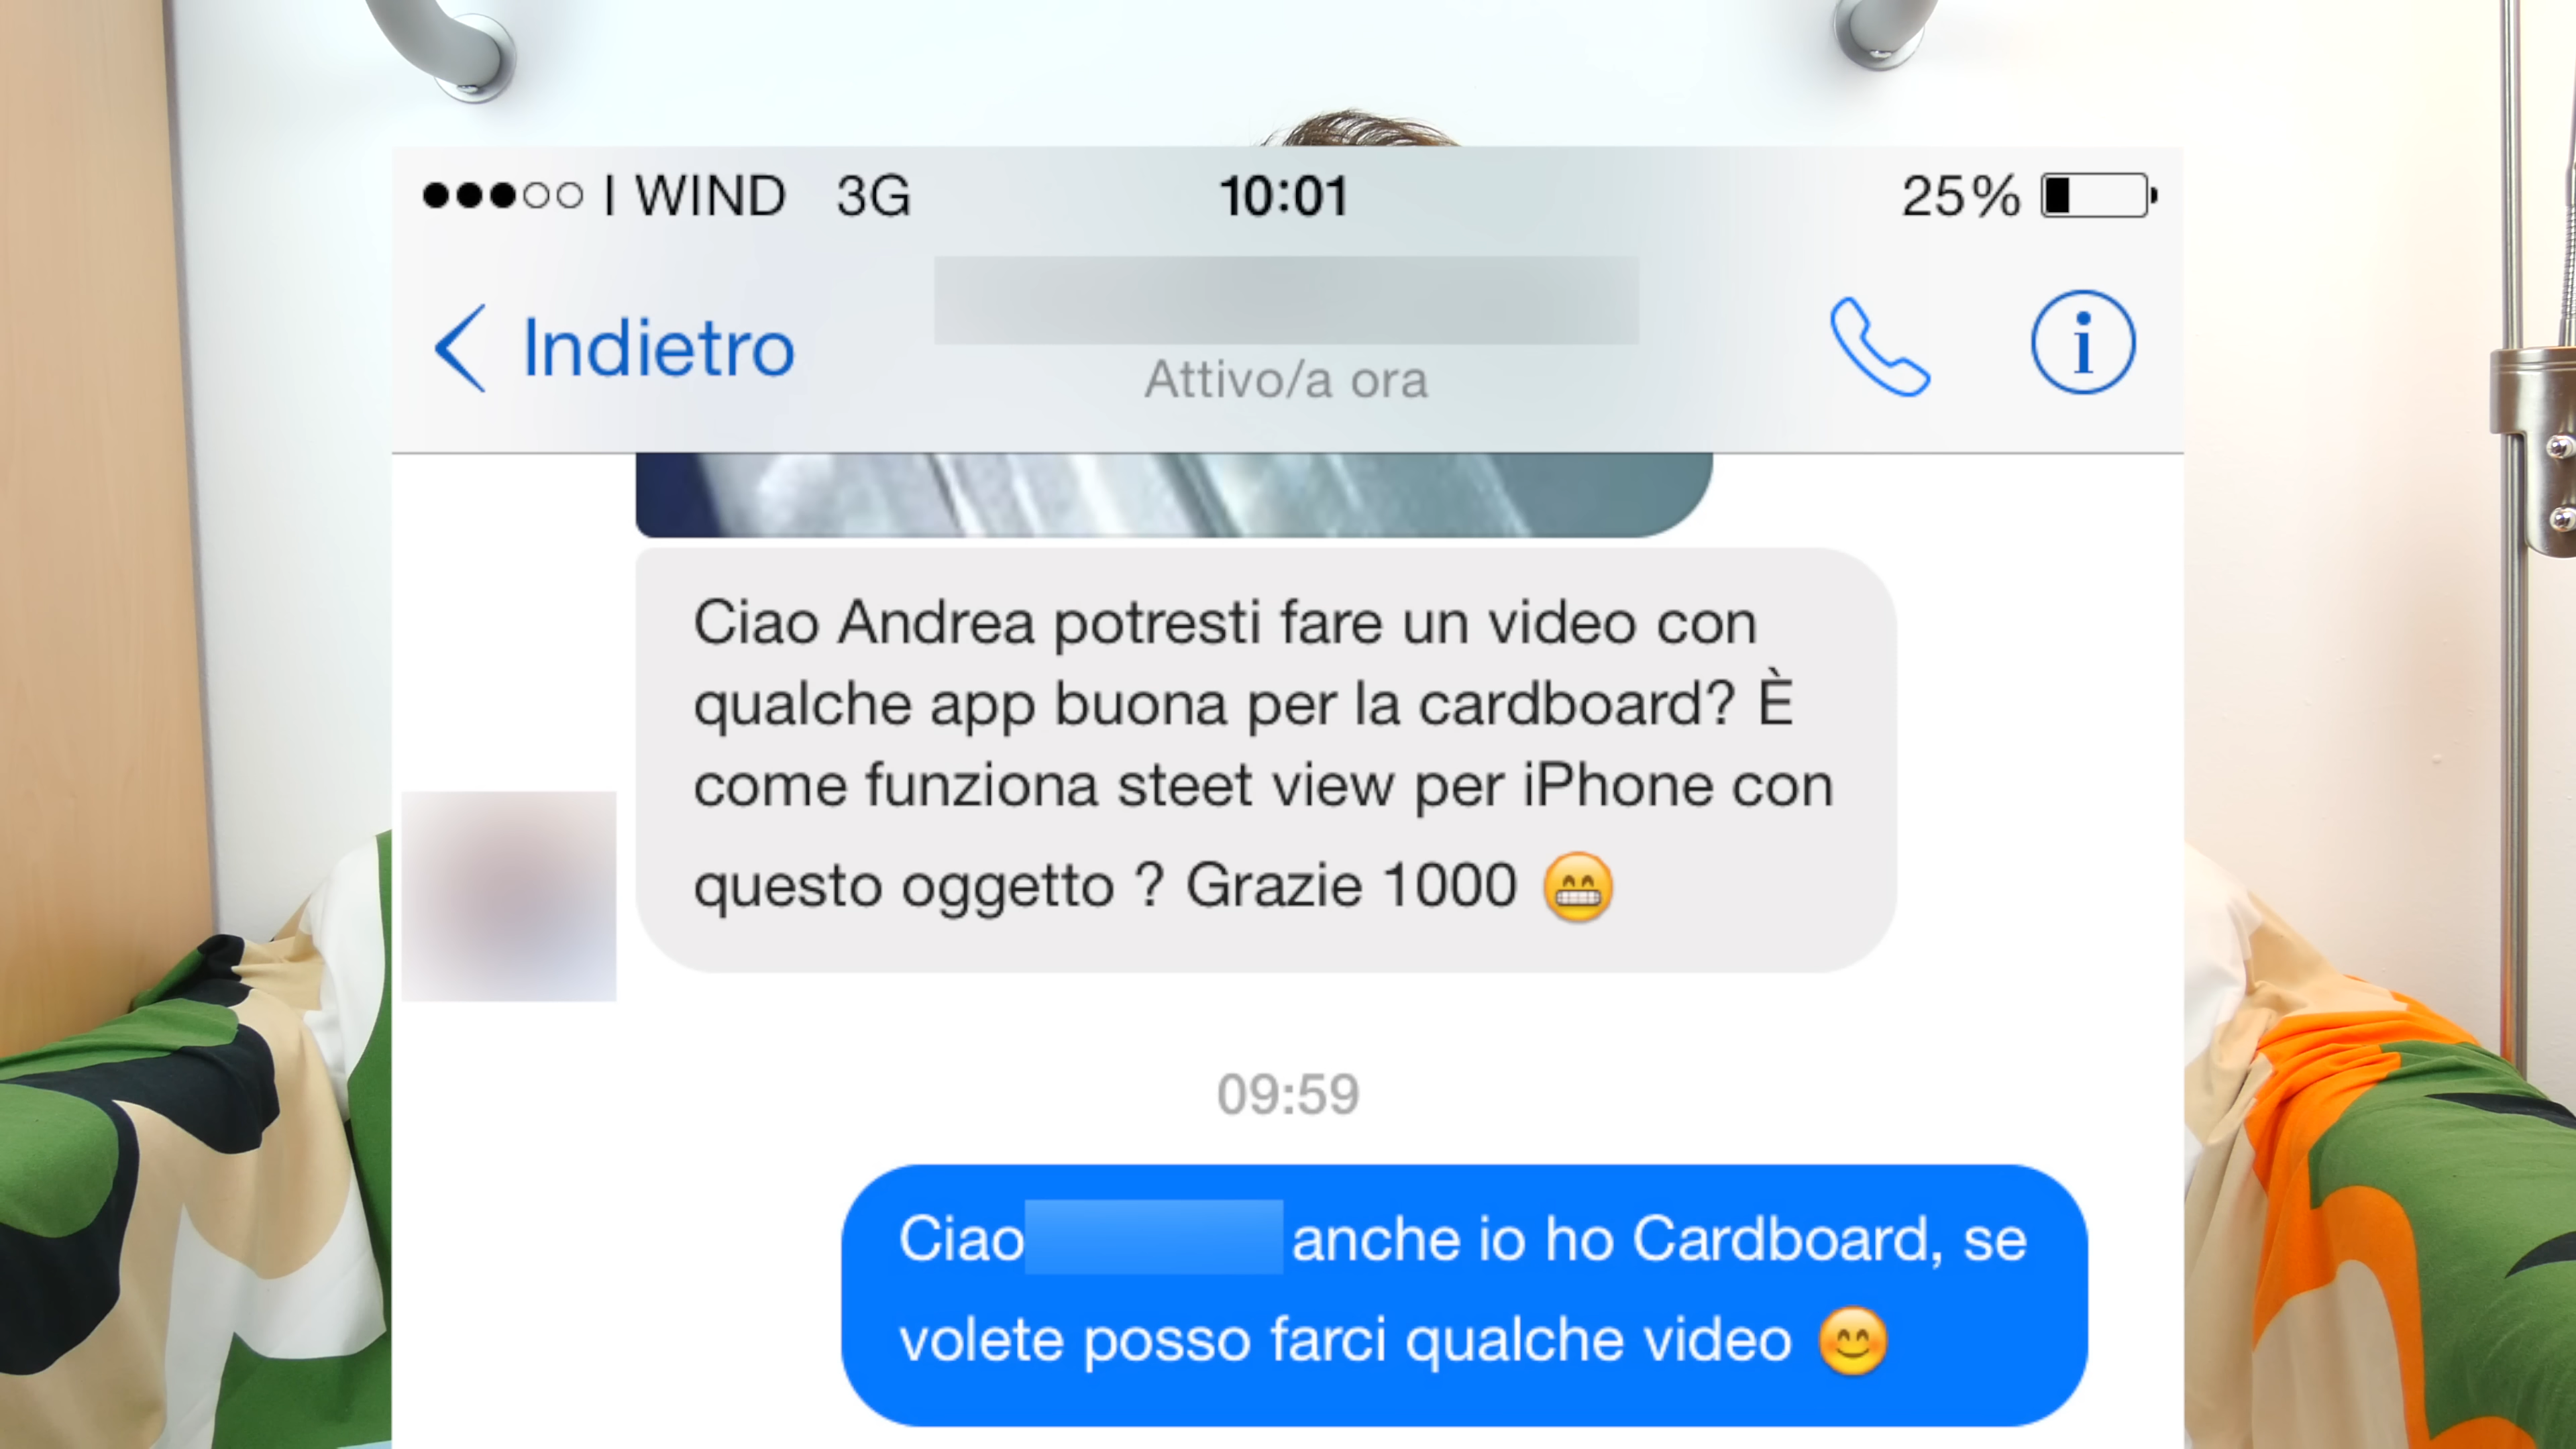 I WIND 3G 10:01 25%
Indietro
Attivo/a ora
Ciao Andrea potresti fare un video con
qualche app buona per la cardboard? È
come funziona steet view per iPhone con
questo oggetto ? Grazie 1000 😁
09:59
Ciao anche io ho Cardboard, se
volete posso farci qualche video 😊